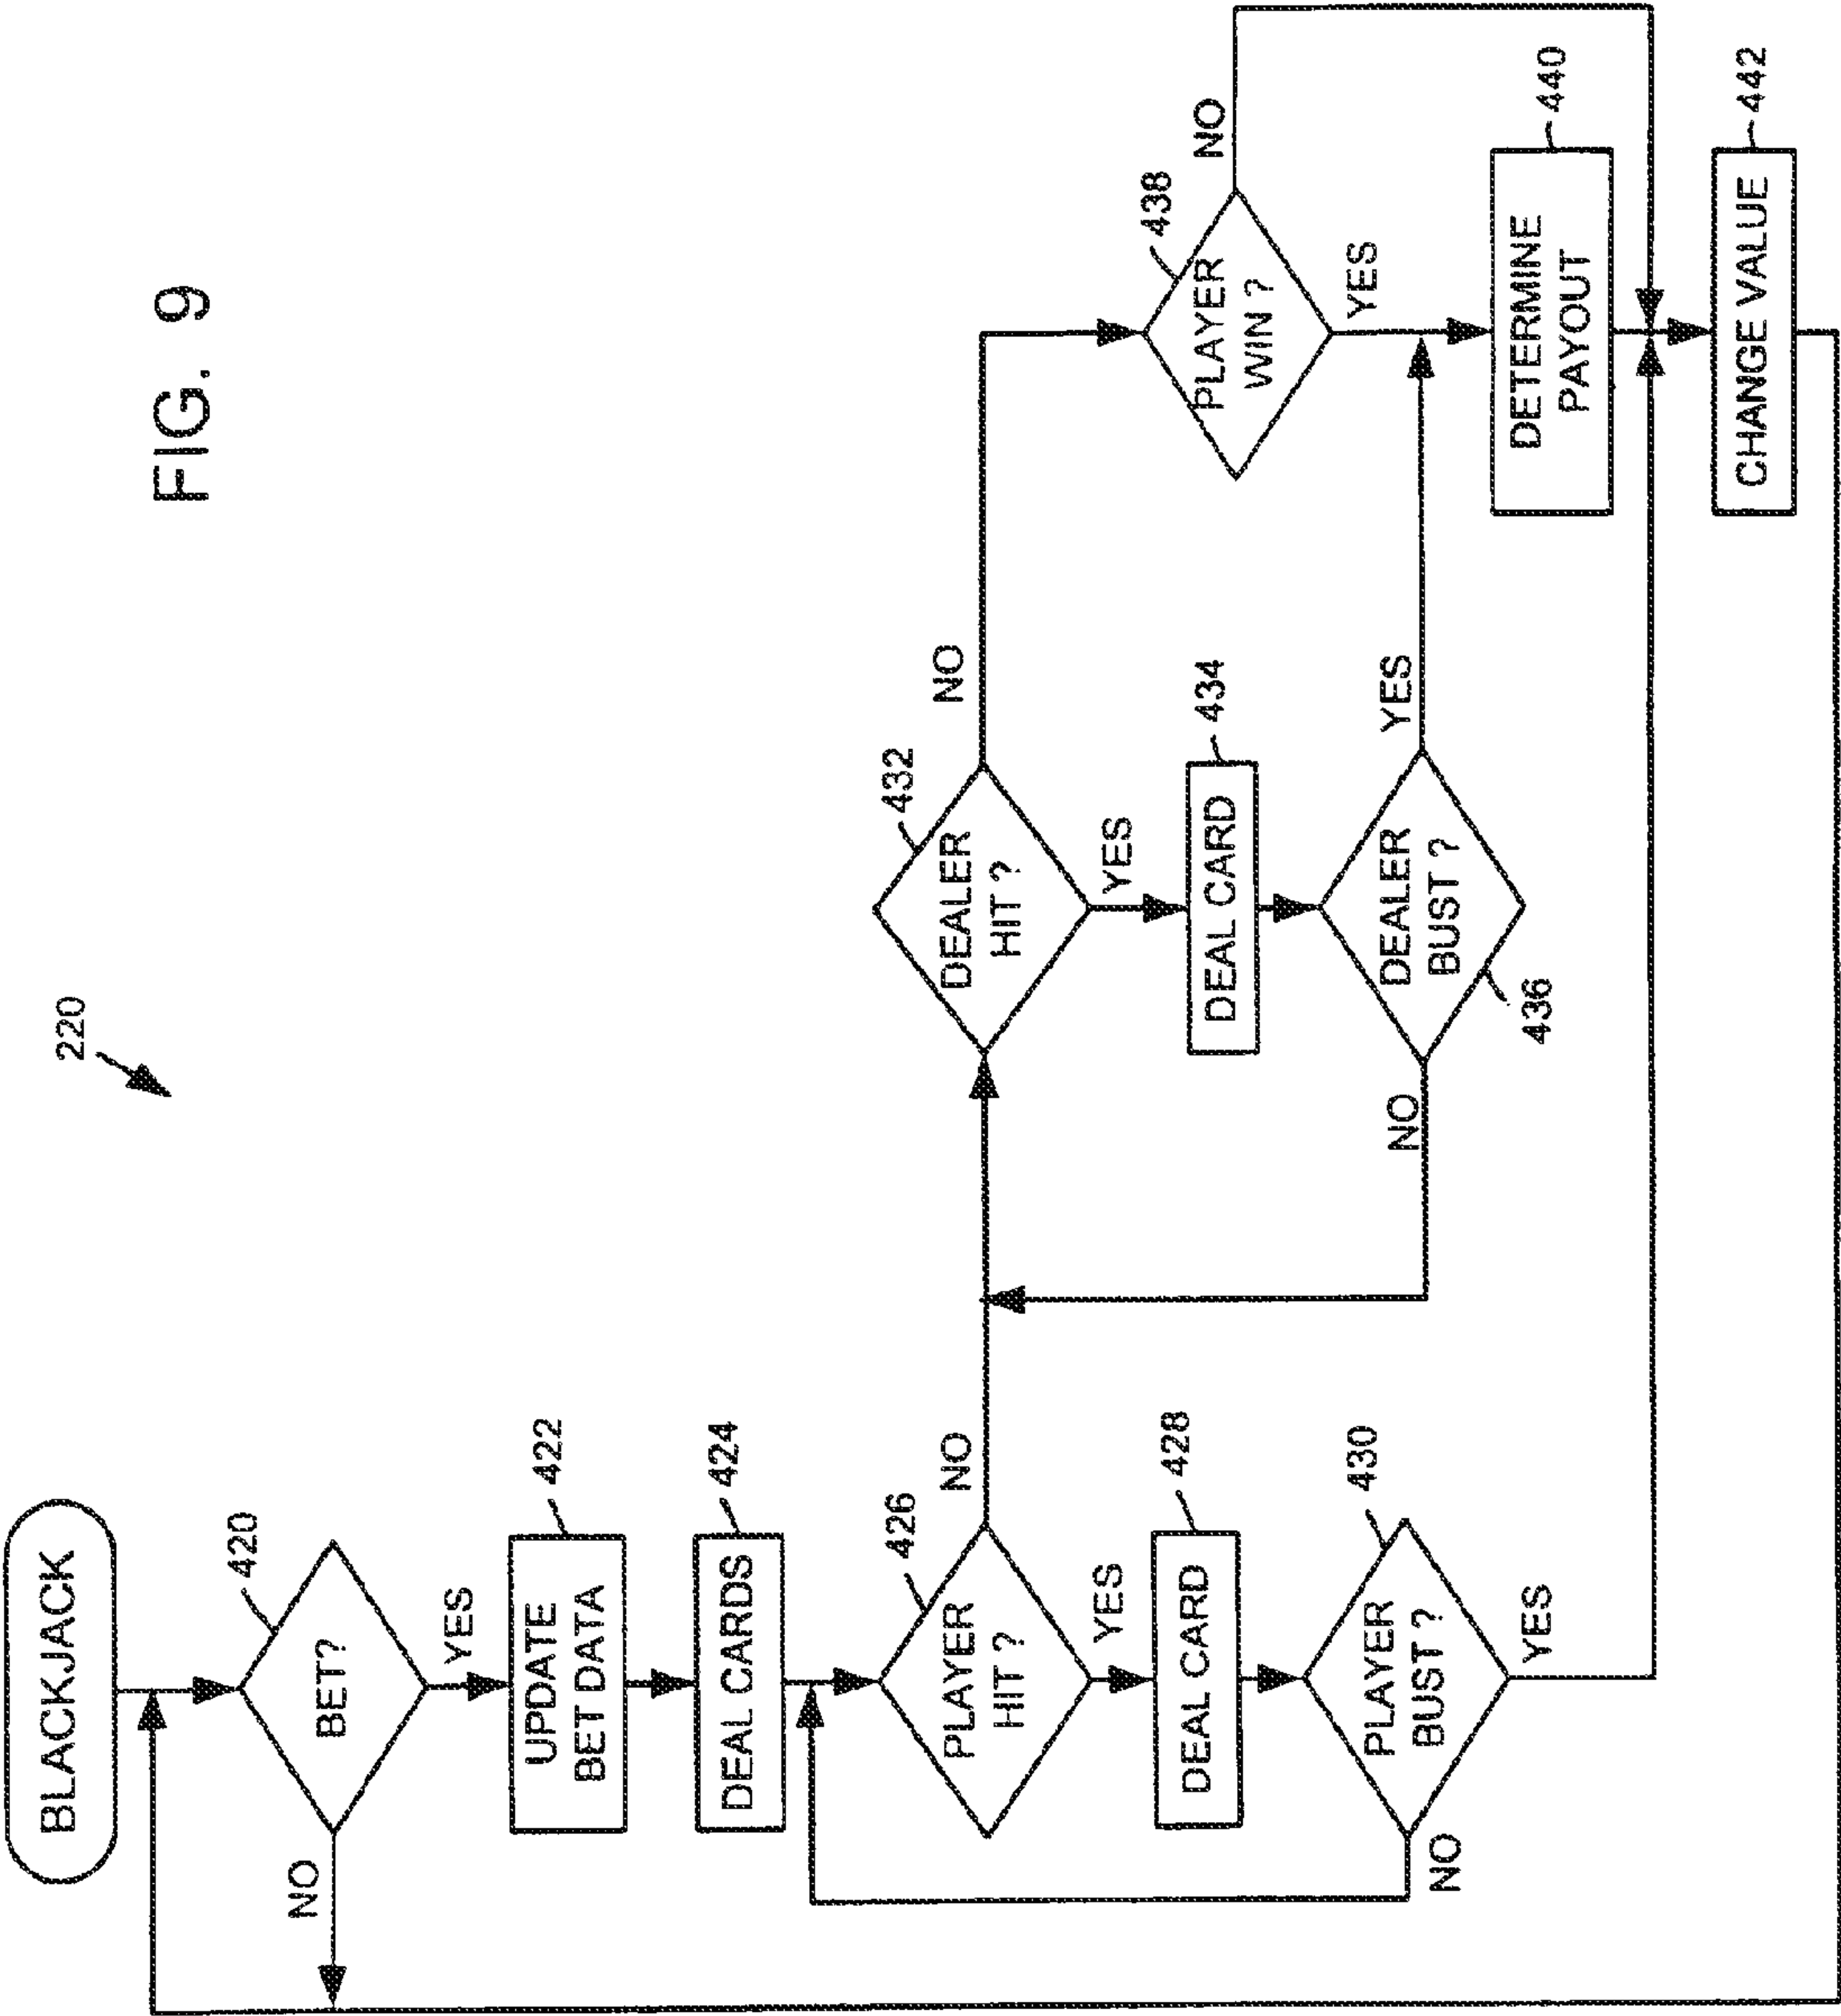 FIG. 9
220
BLACKJACK
420
BET?
NO
YES
422
UPDATE
BET DATA
424
DEAL CARDS
426
PLAYER
HIT ?
NO
YES
428
DEAL CARD
430
PLAYER
BUST ?
NO
YES
432
DEALER
HIT ?
NO
YES
434
DEAL CARD
DEALER
BUST ?
436
NO
YES
438
PLAYER
WIN ?
NO
YES
440
DETERMINE
PAYOUT
442
CHANGE VALUE